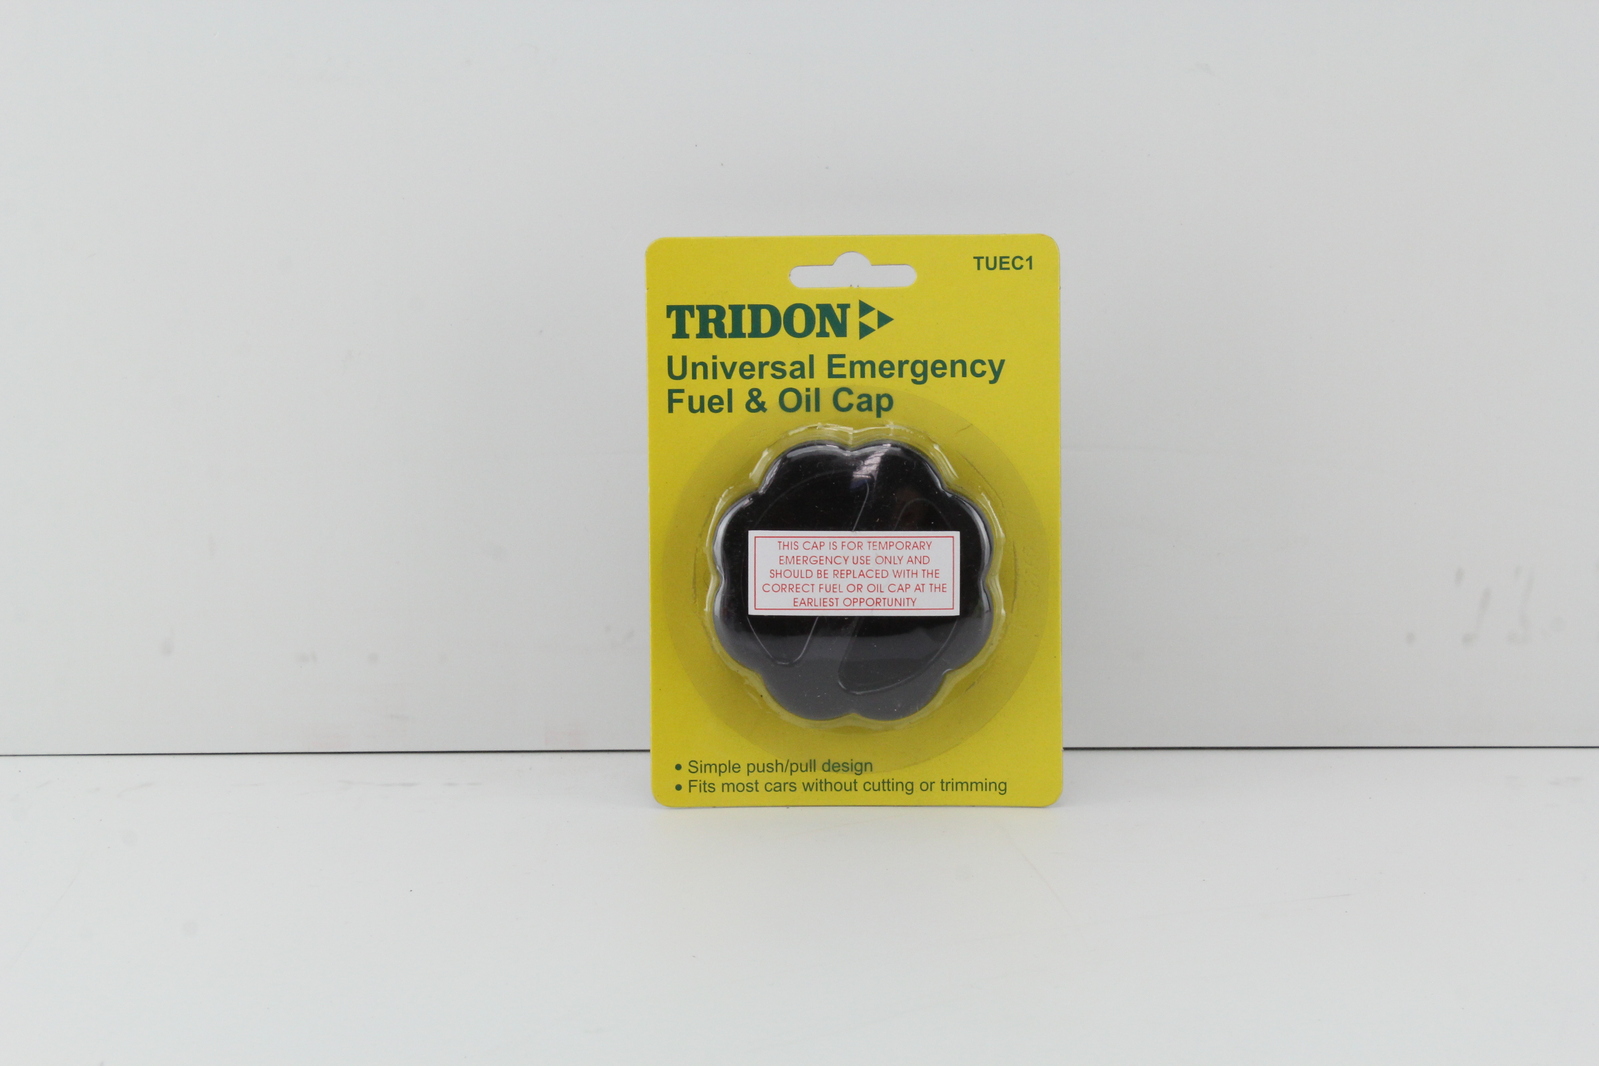 TUEC1
TRIDON
Universal Emergency
Fuel & Oil Cap
THIS CAP IS FOR TEMPORARY
EMERGENCY USE ONLY AND
SHOULD BE REPLACED WITH THE
CORRECT FUEL OR OIL CAP AT THE
EARLIEST OPPORTUNITY
• Simple push/pull design
• Fits most cars without cutting or trimming